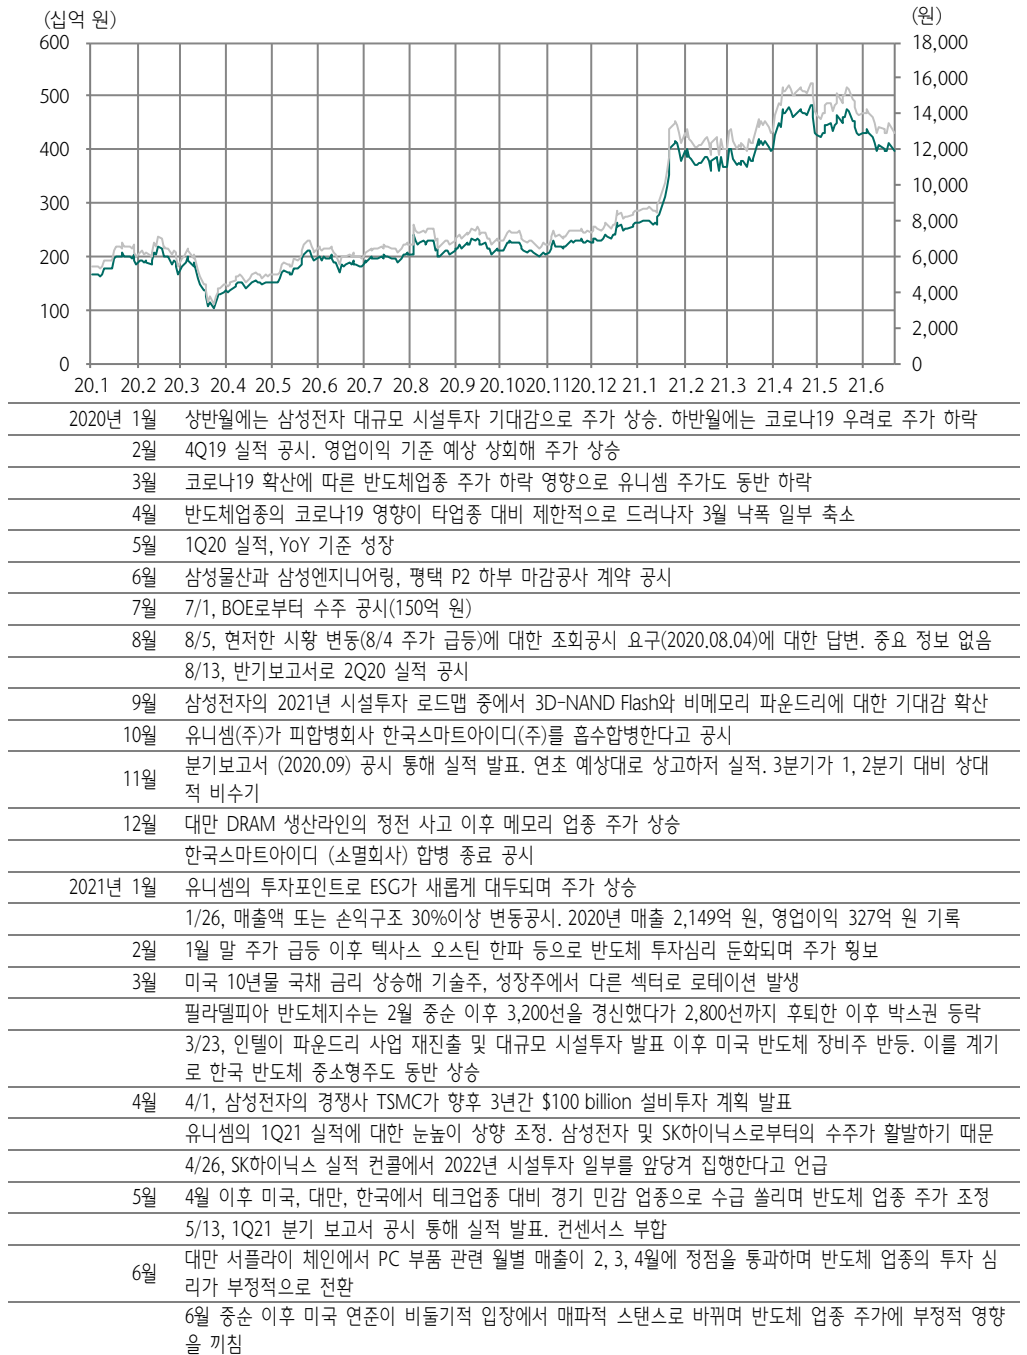 (십억 원)
(원)
600
500
400
300
200
100
0
18,000
16,000
14,000
12,000
10,000
8,000
6,000
4,000
2,000
0
20.1 20.2 20.3 20.4 20.5 20.6 20.7 20.8 20.9 20.10 20.11 20.12 21.1 21.2 21.3 21.4 21.5 21.6
2020년 1월 상반월에는 삼성전자 대규모 시설투자 기대감으로 주가 상승. 하반월에는 코로나19 우려로 주가 하락
2월 4Q19 실적 공시. 영업이익 기준 예상 상회해 주가 상승
3월 코로나19 확산에 따른 반도체업종 주가 하락 영향으로 유니셈 주가도 동반 하락
4월 반도체업종의 코로나19 영향이 타업종 대비 제한적으로 드러나자 3월 낙폭 일부 축소
5월 1Q20 실적, YoY 기준 성장
6월 삼성물산과 삼성엔지니어링, 평택 P2 하부 마감공사 계약 공시
7월 7/1, BOE로부터 수주 공시(150억 원)
8월 8/5, 현저한 시황 변동(8/4 주가 급등)에 대한 조회공시 요구(2020.08.04)에 대한 답변. 중요 정보 없음
8/13, 반기보고서로 2Q20 실적 공시
9월 삼성전자의 2021년 시설투자 로드맵 중에서 3D-NAND Flash와 비메모리 파운드리에 대한 기대감 확산
10월 유니셈(주)가 피합병회사 한국스마트아이디(주)를 흡수합병한다고 공시
11월 분기보고서 (2020.09) 공시 통해 실적 발표. 연초 예상대로 상고하저 실적. 3분기가 1, 2분기 대비 상대
적 비수기
12월 대만 DRAM 생산라인의 정전 사고 이후 메모리 업종 주가 상승
한국스마트아이디 (소멸회사) 합병 종료 공시
2021년 1월 유니셈의 투자포인트로 ESG가 새롭게 대두되며 주가 상승
1/26, 매출액 또는 손익구조 30%이상 변동공시. 2020년 매출 2,149억 원, 영업이익 327억 원 기록
2월 1월 말 주가 급등 이후 텍사스 오스틴 한파 등으로 반도체 투자심리 둔화되며 주가 횡보
3월 미국 10년물 국채 금리 상승해 기술주, 성장주에서 다른 섹터로 로테이션 발생
필라델피아 반도체지수는 2월 중순 이후 3,200선을 경신했다가 2,800선까지 후퇴한 이후 박스권 등락
3/23, 인텔이 파운드리 사업 재진출 및 대규모 시설투자 발표 이후 미국 반도체 장비주 반등. 이를 계기
로 한국 반도체 중소형주도 동반 상승
4월 4/1, 삼성전자의 경쟁사 TSMC가 향후 3년간 $100 billion 설비투자 계획 발표
유니셈의 1Q21 실적에 대한 눈높이 상향 조정. 삼성전자 및 SK하이닉스로부터의 수주가 활발하기 때문
4/26, SK하이닉스 실적 컨콜에서 2022년 시설투자 일부를 앞당겨 집행한다고 언급
5월 4월 이후 미국, 대만, 한국에서 테크업종 대비 경기 민감 업종으로 수급 쏠리며 반도체 업종 주가 조정
5/13, 1Q21 분기 보고서 공시 통해 실적 발표. 컨센서스 부합
6월 대만 서플라이 체인에서 PC 부품 관련 월별 매출이 2, 3, 4월에 정점을 통과하며 반도체 업종의 투자 심
리가 부정적으로 전환
6월 중순 이후 미국 연준이 비둘기적 입장에서 매파적 스탠스로 바뀌며 반도체 업종 주가에 부정적 영향
을 끼침